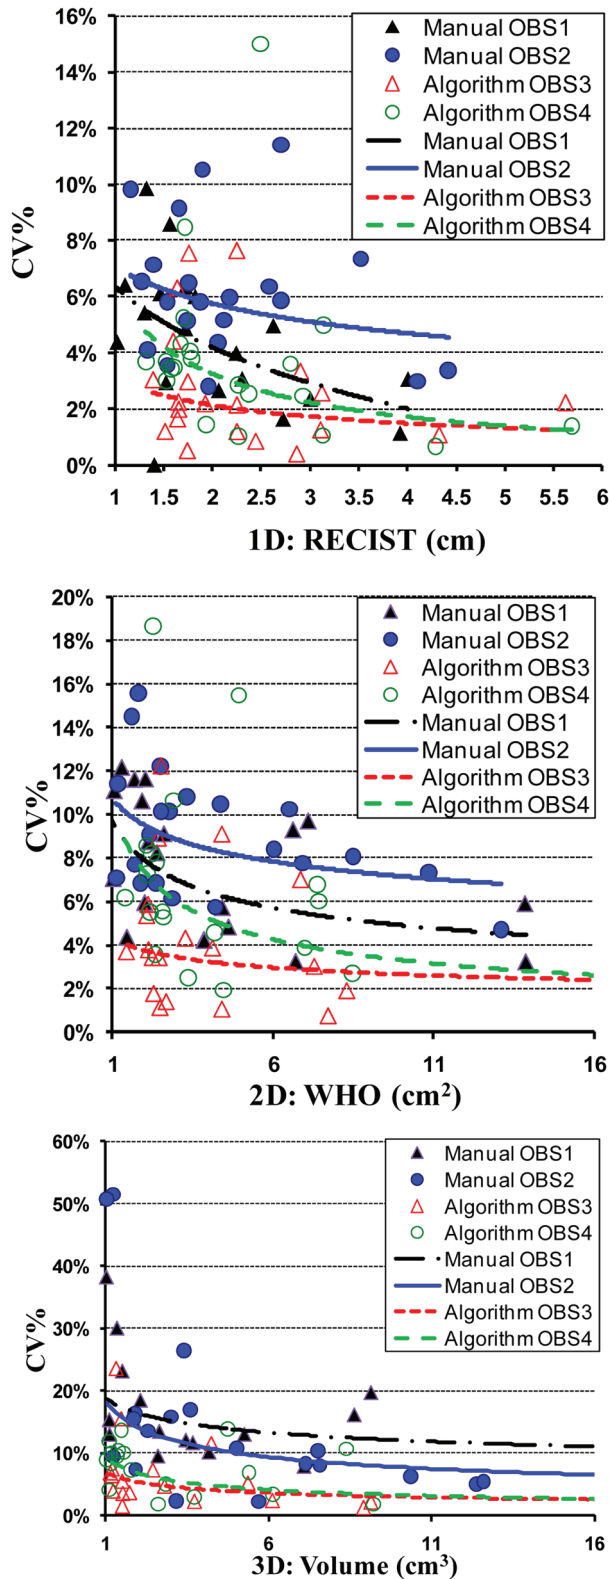 16%
14%
12%
10%
8%
6%
4%
2%
0%
CV%
Manual OBS1
Manual OBS2
Algorithm OBS3
Algorithm OBS4
Manual OBS1
Manual OBS2
Algorithm OBS3
Algorithm OBS4
1 1.5 2 2.5 3 3.5 4 4.5 5 5.5 6
1D: RECIST (cm)
20%
18%
16%
14%
12%
10%
8%
6%
4%
2%
0%
CV%
Manual OBS1
Manual OBS2
Algorithm OBS3
Algorithm OBS4
Manual OBS1
Manual OBS2
Algorithm OBS3
Algorithm OBS4
1 6 11 16
2D: WHO (cm²)
60%
50%
40%
30%
20%
10%
0%
CV%
Manual OBS1
Manual OBS2
Algorithm OBS3
Algorithm OBS4
Manual OBS1
Manual OBS2
Algorithm OBS3
Algorithm OBS4
1 6 11 16
3D: Volume (cm³)